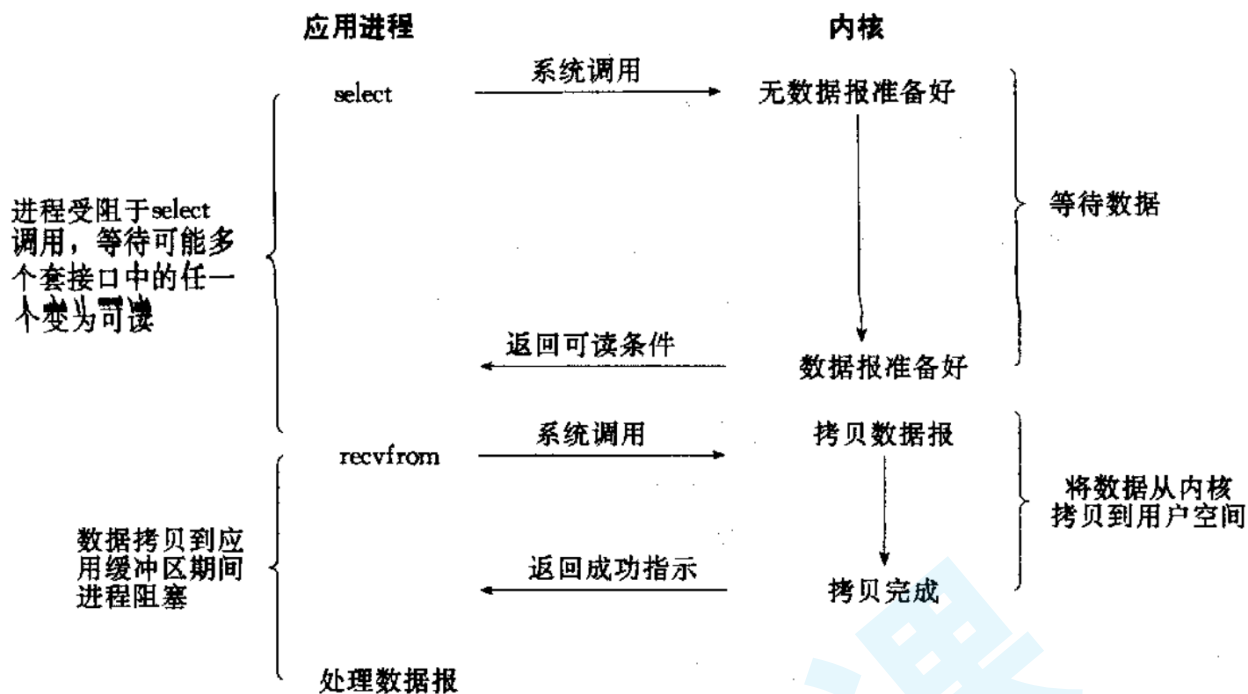 应用进程
内核
select
系统调用
无数据报准备好
进程受阻于select
调用，等待可能多
个套接口中的任一
个变为可读
等待数据
返回可读条件
数据报准备好
recvfrom
系统调用
拷贝数据报
将数据从内核
拷贝到用户空间
数据拷贝到应
用缓冲区期间
进程阻塞
返回成功指示
拷贝完成
处理数据报